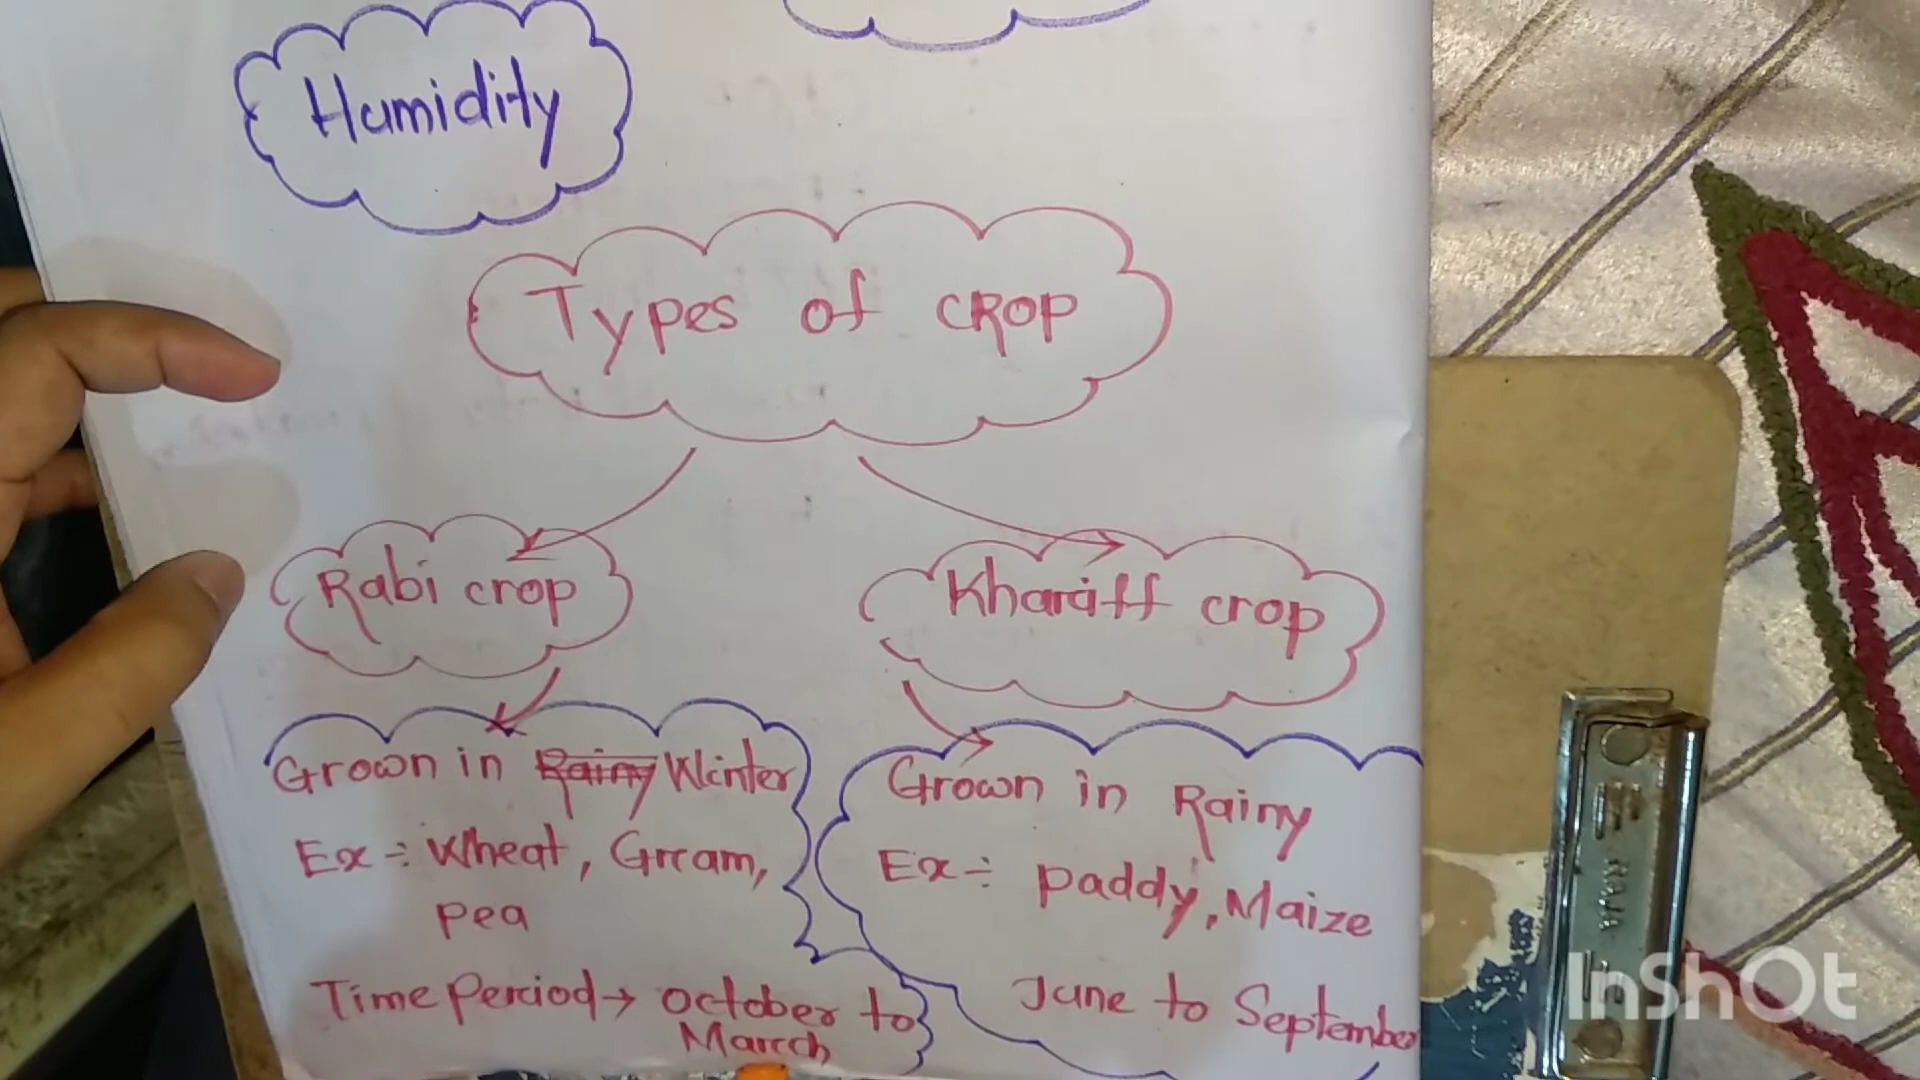 Humidity
Types of CROP
Rabi crop
Khariff crop
Grown in Rainy Winter
Ex÷ Wheat, Gram,
Pea
Time Period → October to
March
Grown in Rainy
Ex÷ Paddy, Maize
June to September
RAJA
InShOt